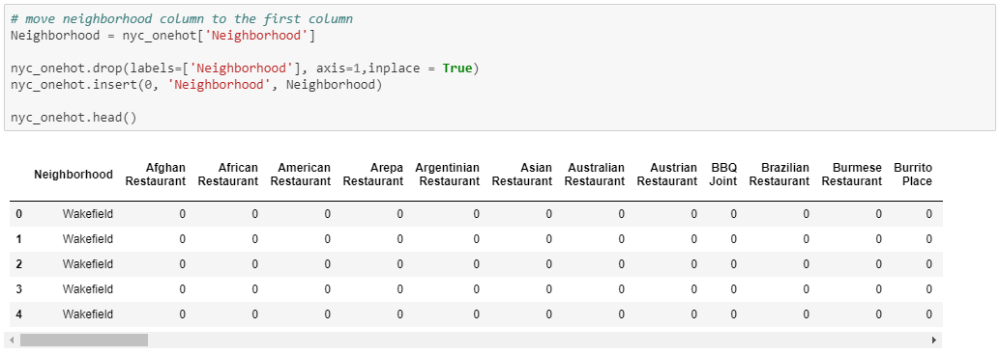 # move neighborhood column to the first column
Neighborhood = nyc_onehot['Neighborhood']
nyc_onehot.drop(labels=['Neighborhood'], axis=1,inplace = True)
nyc_onehot.insert(0, 'Neighborhood', Neighborhood)
nyc_onehot.head()
Neighborhood Afghan Restaurant African Restaurant American Restaurant Arepa Restaurant Argentinian Restaurant Asian Restaurant Australian Restaurant Austrian Restaurant BBQ Joint Brazilian Restaurant Burmese Restaurant Burrito Place
0 Wakefield 0 0 0 0 0 0 0 0 0 0 0 0
1 Wakefield 0 0 0 0 0 0 0 0 0 0 0 0
2 Wakefield 0 0 0 0 0 0 0 0 0 0 0 0
3 Wakefield 0 0 0 0 0 0 0 0 0 0 0 0
4 Wakefield 0 0 0 0 0 0 0 0 0 0 0 0